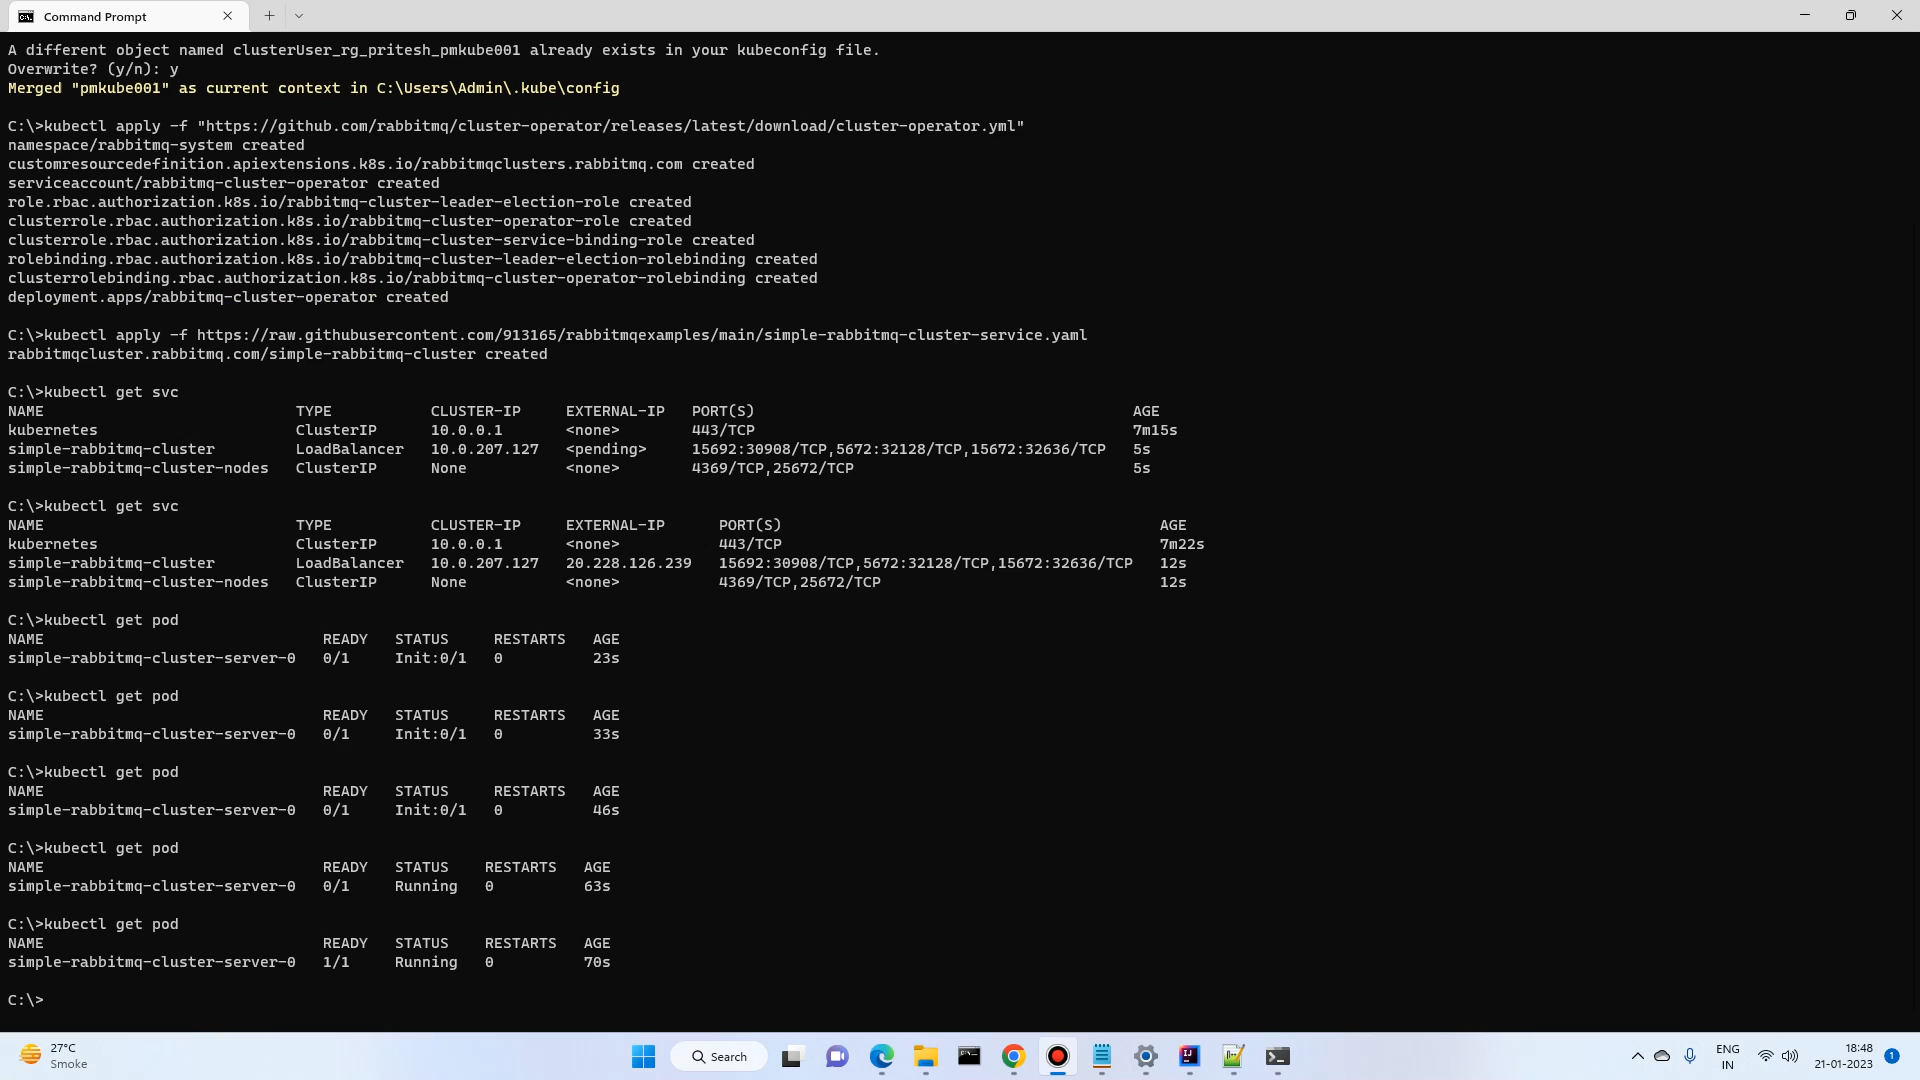 Command Prompt
A different object named clusterUser_rg_pritesh_pmkube001 already exists in your kubeconfig file.
Overwrite? (y/n): y
Merged "pmkube001" as current context in C:\Users\Admin\.kube\config
C:\>kubectl apply -f "https://github.com/rabbitmq/cluster-operator/releases/latest/download/cluster-operator.yml"
namespace/rabbitmq-system created
customresourcedefinition.apiextensions.k8s.io/rabbitmqclusters.rabbitmq.com created
serviceaccount/rabbitmq-cluster-operator created
role.rbac.authorization.k8s.io/rabbitmq-cluster-leader-election-role created
clusterrole.rbac.authorization.k8s.io/rabbitmq-cluster-operator-role created
clusterrole.rbac.authorization.k8s.io/rabbitmq-cluster-service-binding-role created
rolebinding.rbac.authorization.k8s.io/rabbitmq-cluster-leader-election-rolebinding created
clusterrolebinding.rbac.authorization.k8s.io/rabbitmq-cluster-operator-rolebinding created
deployment.apps/rabbitmq-cluster-operator created
C:\>kubectl apply -f https://raw.githubusercontent.com/913165/rabbitmqexamples/main/simple-rabbitmq-cluster-service.yaml
rabbitmqcluster.rabbitmq.com/simple-rabbitmq-cluster created
C:\>kubectl get svc
NAME TYPE CLUSTER-IP EXTERNAL-IP PORT(S) AGE
kubernetes ClusterIP 10.0.0.1 <none> 443/TCP 7m15s
simple-rabbitmq-cluster LoadBalancer 10.0.207.127 <pending> 15692:30908/TCP,5672:32128/TCP,15672:32636/TCP 5s
simple-rabbitmq-cluster-nodes ClusterIP None <none> 4369/TCP,25672/TCP 5s
C:\>kubectl get svc
NAME TYPE CLUSTER-IP EXTERNAL-IP PORT(S) AGE
kubernetes ClusterIP 10.0.0.1 <none> 443/TCP 7m22s
simple-rabbitmq-cluster LoadBalancer 10.0.207.127 20.228.126.239 15692:30908/TCP,5672:32128/TCP,15672:32636/TCP 12s
simple-rabbitmq-cluster-nodes ClusterIP None <none> 4369/TCP,25672/TCP 12s
C:\>kubectl get pod
NAME READY STATUS RESTARTS AGE
simple-rabbitmq-cluster-server-0 0/1 Init:0/1 0 23s
C:\>kubectl get pod
NAME READY STATUS RESTARTS AGE
simple-rabbitmq-cluster-server-0 0/1 Init:0/1 0 33s
C:\>kubectl get pod
NAME READY STATUS RESTARTS AGE
simple-rabbitmq-cluster-server-0 0/1 Init:0/1 0 46s
C:\>kubectl get pod
NAME READY STATUS RESTARTS AGE
simple-rabbitmq-cluster-server-0 0/1 Running 0 63s
C:\>kubectl get pod
NAME READY STATUS RESTARTS AGE
simple-rabbitmq-cluster-server-0 1/1 Running 0 70s
C:\>
27°C
Smoke
Search
ENG
IN
18:48
21-01-2023
1